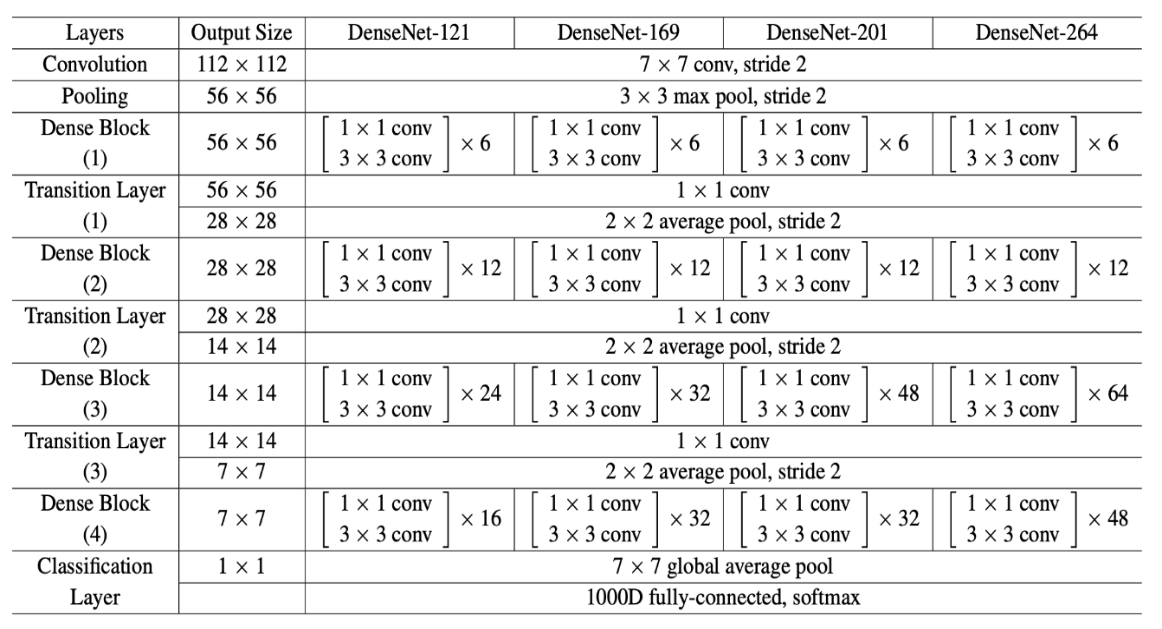 Layers Output Size DenseNet-121 DenseNet-169 DenseNet-201 DenseNet-264
Convolution 112 × 112 7 × 7 conv, stride 2
Pooling 56 × 56 3 × 3 max pool, stride 2
Dense Block (1) 56 × 56 [ 1 × 1 conv 3 × 3 conv ] × 6 [ 1 × 1 conv 3 × 3 conv ] × 6 [ 1 × 1 conv 3 × 3 conv ] × 6 [ 1 × 1 conv 3 × 3 conv ] × 6
Transition Layer 56 × 56 1 × 1 conv
(1) 28 × 28 2 × 2 average pool, stride 2
Dense Block (2) 28 × 28 [ 1 × 1 conv 3 × 3 conv ] × 12 [ 1 × 1 conv 3 × 3 conv ] × 12 [ 1 × 1 conv 3 × 3 conv ] × 12 [ 1 × 1 conv 3 × 3 conv ] × 12
Transition Layer 28 × 28 1 × 1 conv
(2) 14 × 14 2 × 2 average pool, stride 2
Dense Block (3) 14 × 14 [ 1 × 1 conv 3 × 3 conv ] × 24 [ 1 × 1 conv 3 × 3 conv ] × 32 [ 1 × 1 conv 3 × 3 conv ] × 48 [ 1 × 1 conv 3 × 3 conv ] × 64
Transition Layer 14 × 14 1 × 1 conv
(3) 7 × 7 2 × 2 average pool, stride 2
Dense Block (4) 7 × 7 [ 1 × 1 conv 3 × 3 conv ] × 16 [ 1 × 1 conv 3 × 3 conv ] × 32 [ 1 × 1 conv 3 × 3 conv ] × 32 [ 1 × 1 conv 3 × 3 conv ] × 48
Classification 1 × 1 7 × 7 global average pool
Layer 1000D fully-connected, softmax